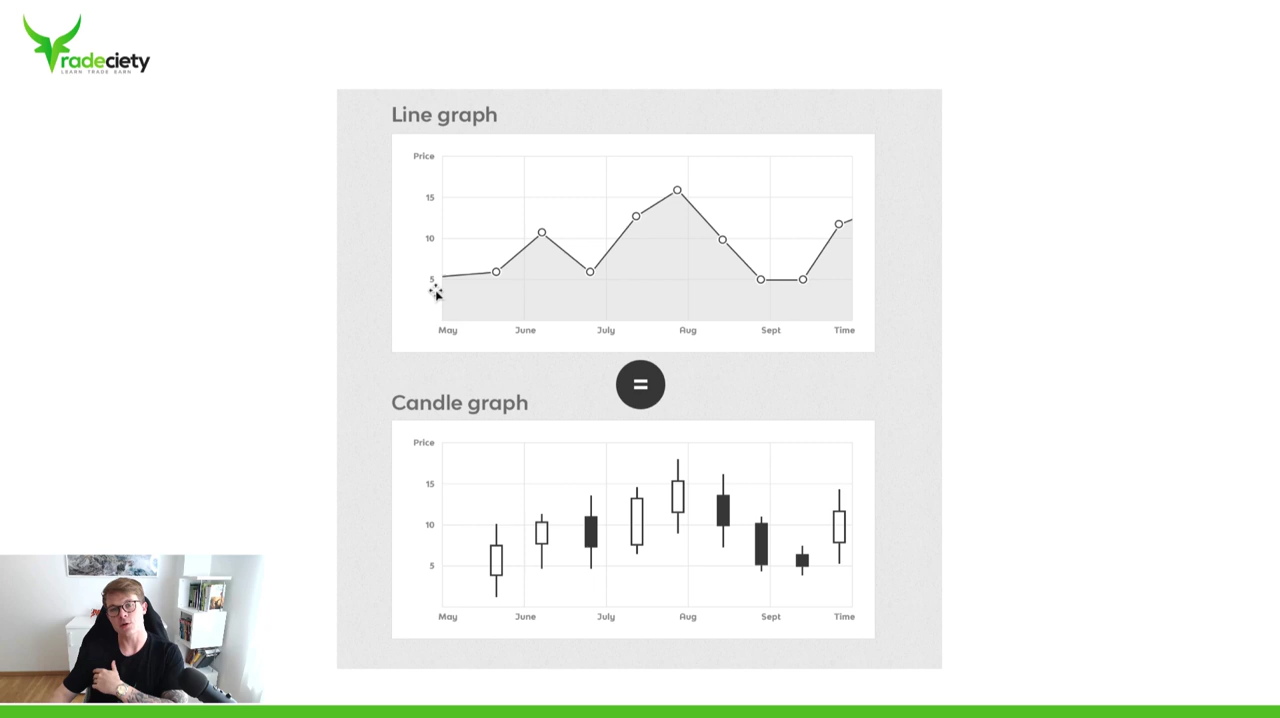 radeciety
LEARN TRADE EARN
Line graph
Price
15
10
5
May June July Aug Sept Time
=
Candle graph
Price
15
10
5
May June July Aug Sept Time